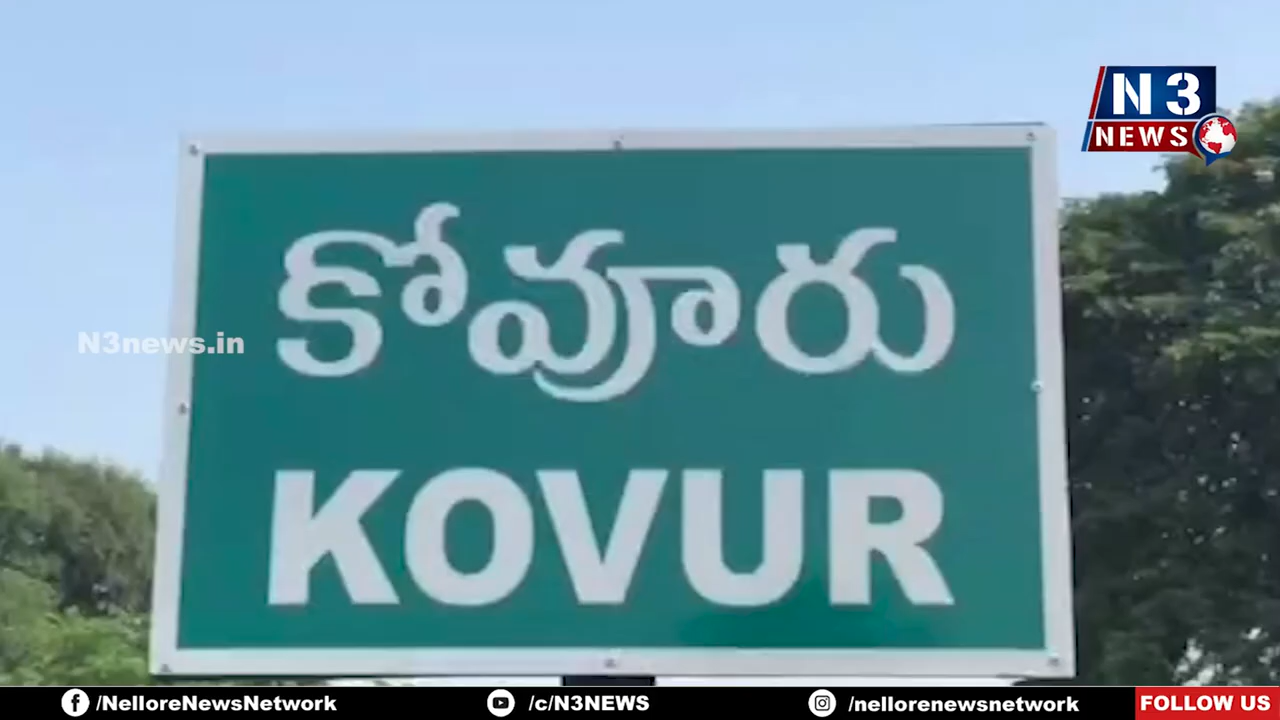 N3
NEWS
కోవూరు
N3news.in
KOVUR
/NelloreNewsNetwork
/c/N3NEWS
/nellorenewsnetwork
FOLLOW US